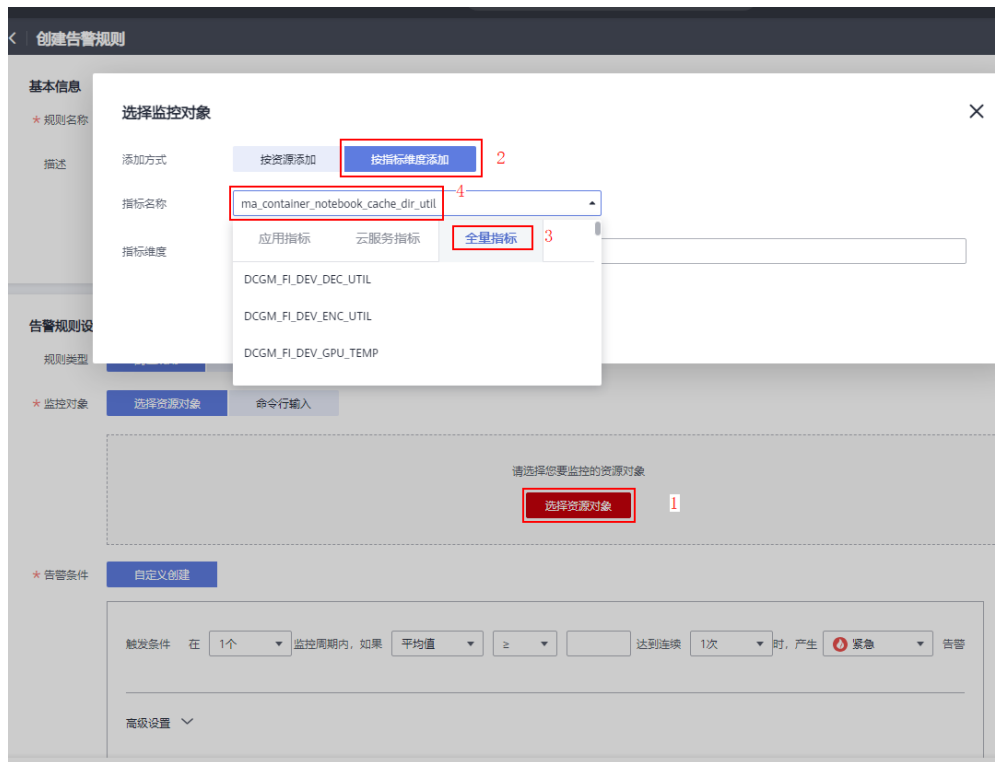 创建告警规则
基本信息
* 规则名称
描述
选择监控对象
添加方式 按资源添加 按指标维度添加 2
指标名称 ma_container_notebook_cache_dir_util 4
应用指标 云服务指标 全量指标 3
指标维度
DCGM_FI_DEV_DEC_UTIL
DCGM_FI_DEV_ENC_UTIL
DCGM_FI_DEV_GPU_TEMP
告警规则设
规则类型
* 监控对象 选择资源对象 命令行输入
请选择您要监控的资源对象
选择资源对象 1
* 告警条件 自定义创建
触发条件 在 1个 监控周期内，如果 平均值 ≥ 达到连续 1次 时，产生 紧急 告警
高级设置